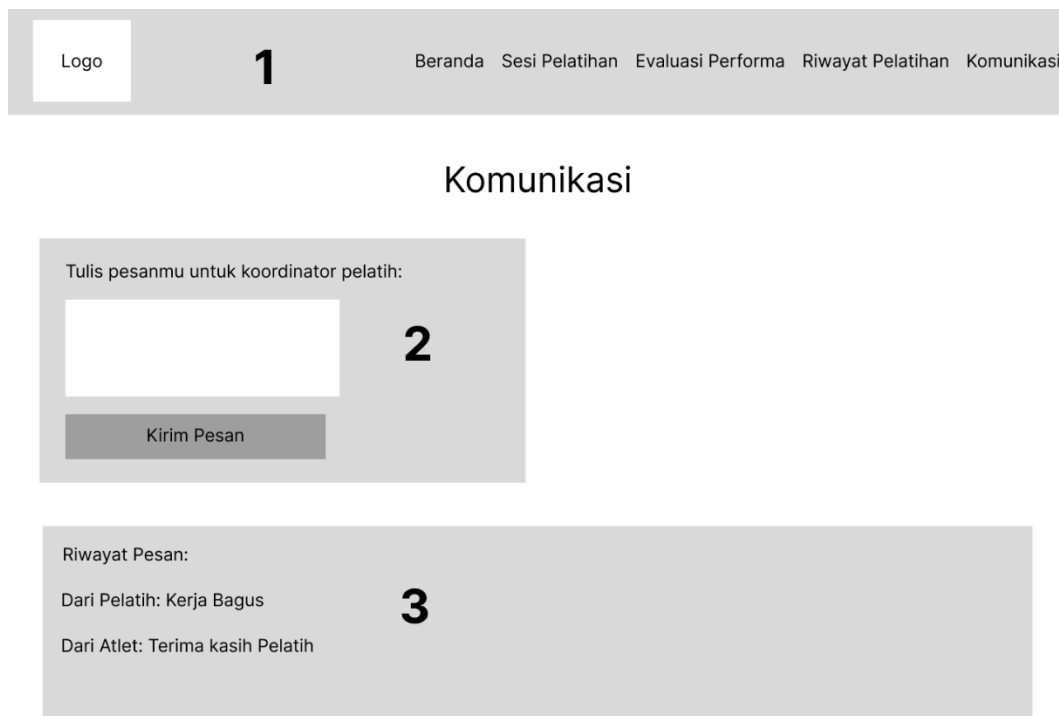 Logo 1 Beranda Sesi Pelatihan Evaluasi Performa Riwayat Pelatihan Komunikasi
Komunikasi
Tulis pesanmu untuk koordinator pelatih:
2
Kirim Pesan
Riwayat Pesan:
Dari Pelatih: Kerja Bagus
3
Dari Atlet: Terima kasih Pelatih